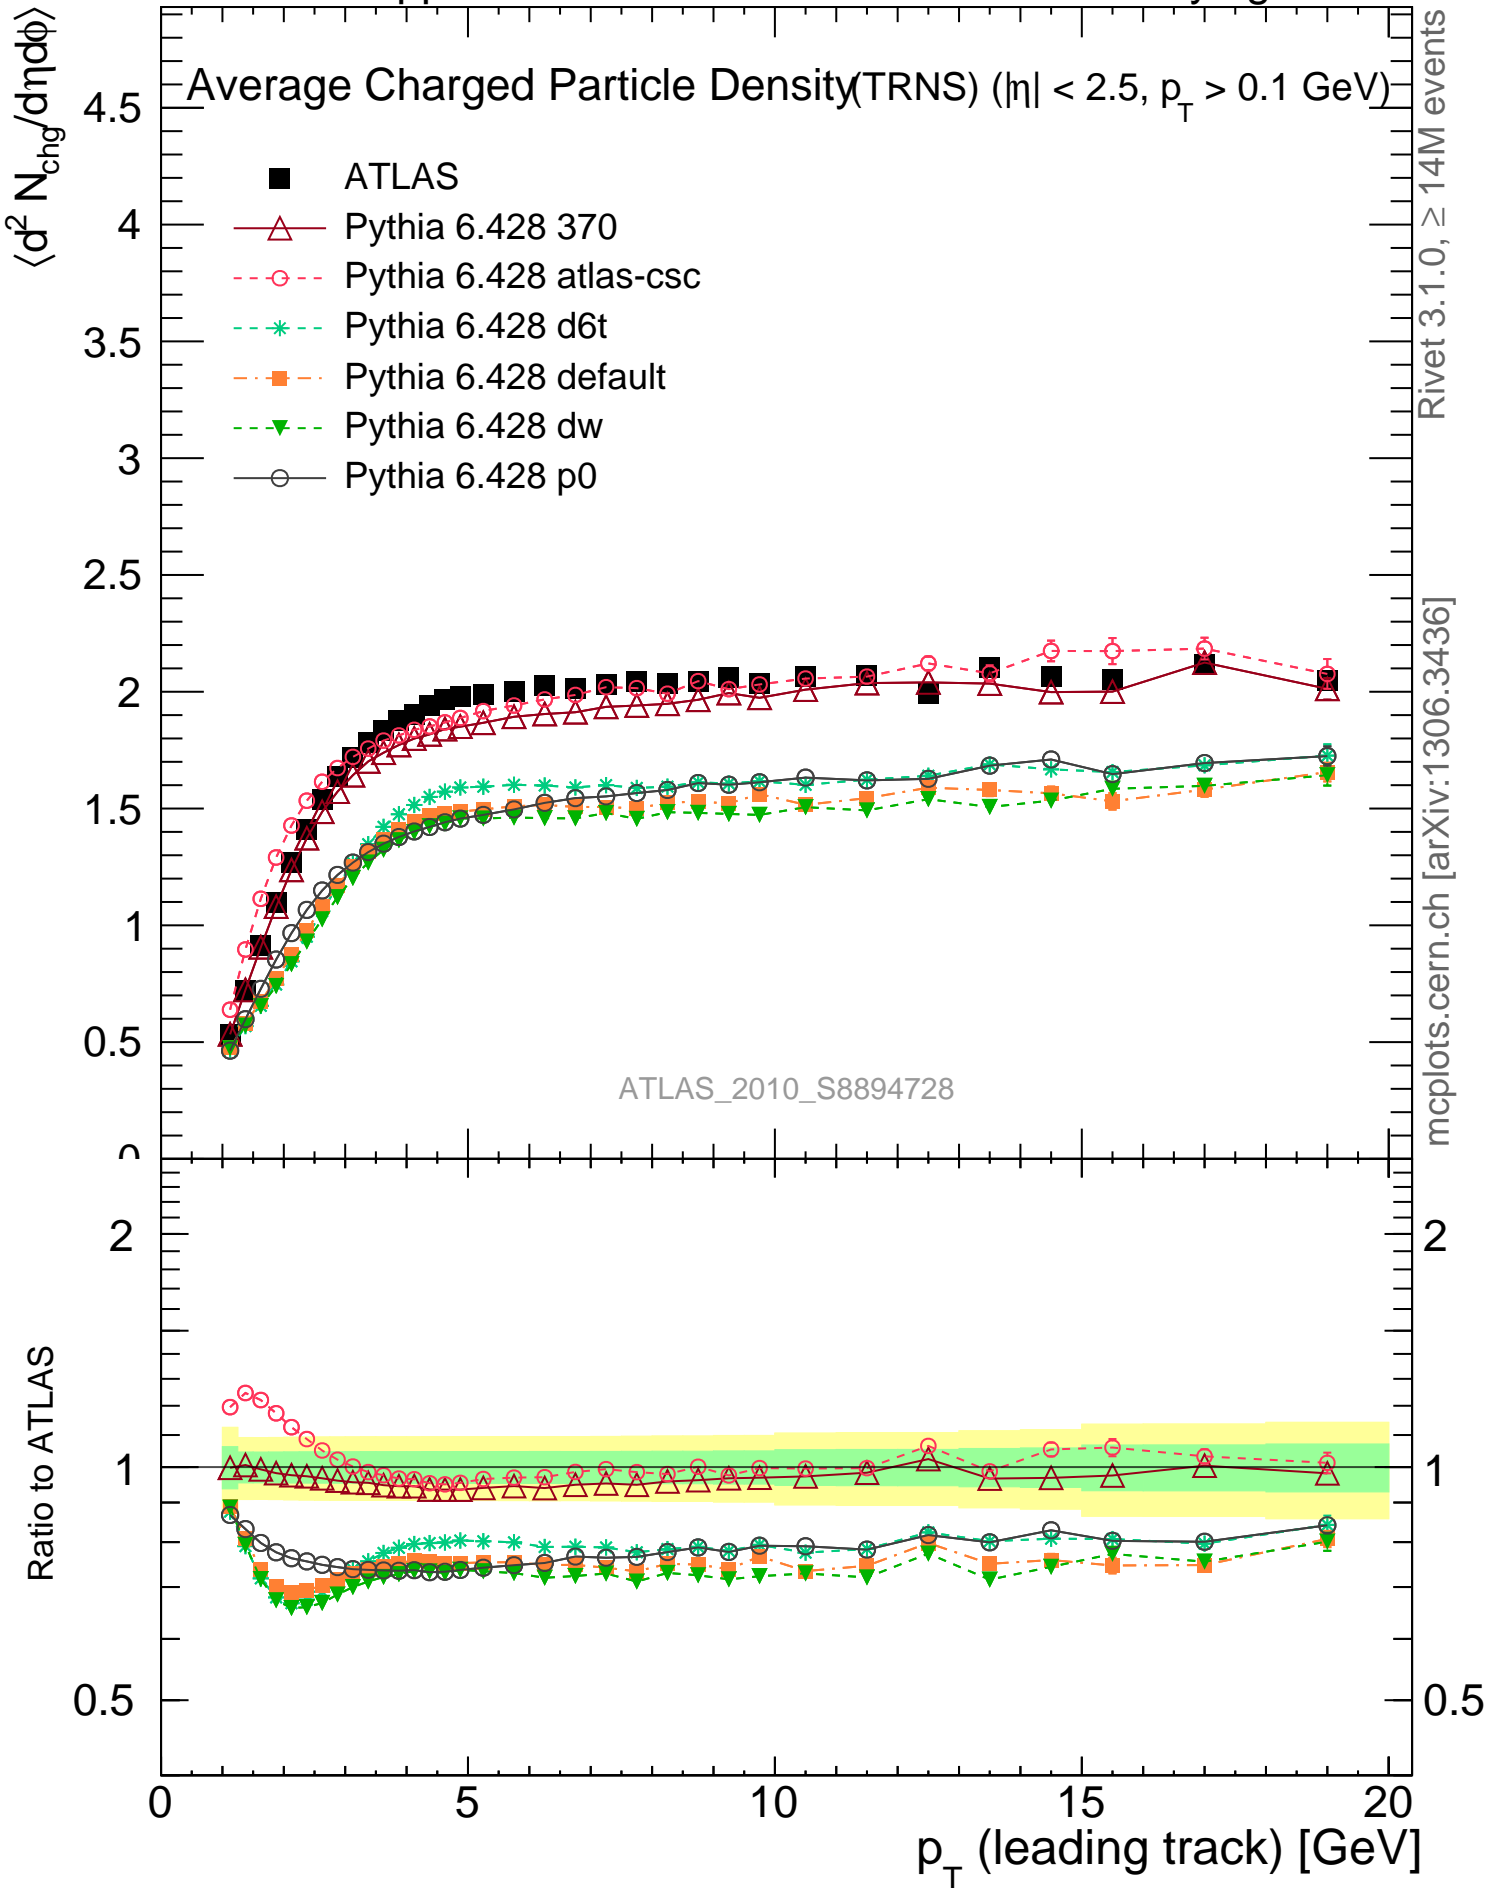 ⟨d² N_chg/dηdϕ⟩
Average Charged Particle Density (TRNS) (|η| < 2.5, p_T > 0.1 GeV)
ATLAS
Pythia 6.428 370
Pythia 6.428 atlas-csc
Pythia 6.428 d6t
Pythia 6.428 default
Pythia 6.428 dw
Pythia 6.428 p0
4.5
4
3.5
3
2.5
2
1.5
1
0.5
0
ATLAS_2010_S8894728
Rivet 3.1.0, ≥ 14M events
mcplots.cern.ch [arXiv:1306.3436]
Ratio to ATLAS
2
1
0.5
2
1
0.5
0 5 10 15 20
p_T (leading track) [GeV]